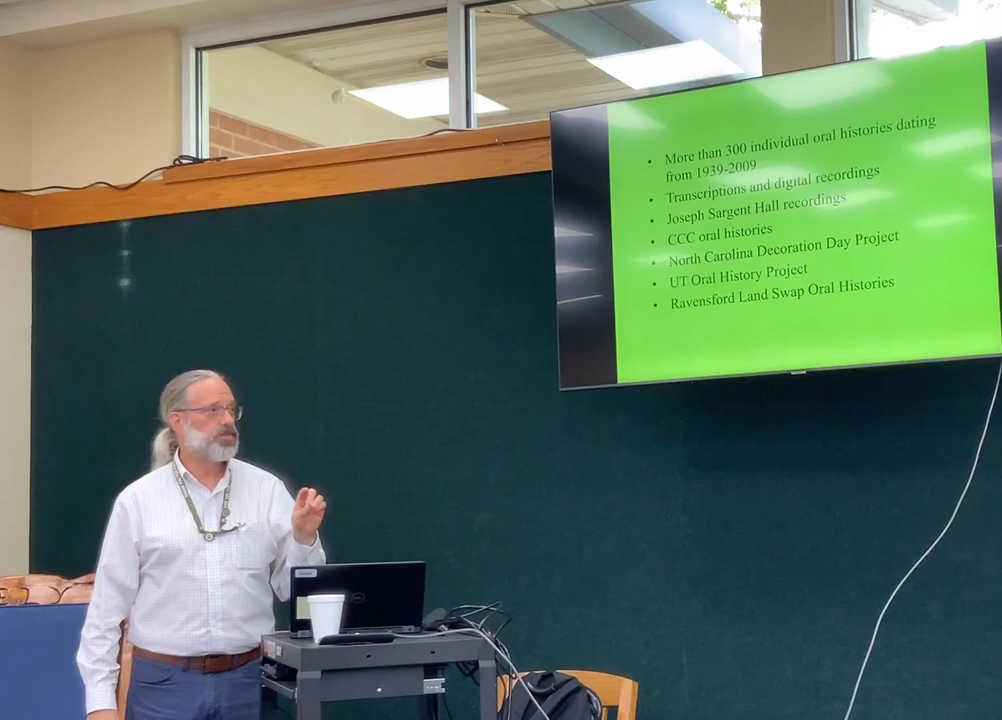 • More than 300 individual oral histories dating
from 1939-2009
• Transcriptions and digital recordings
• Joseph Sargent Hall recordings
• CCC oral histories
• North Carolina Decoration Day Project
• UT Oral History Project
• Ravensford Land Swap Oral Histories
DELL